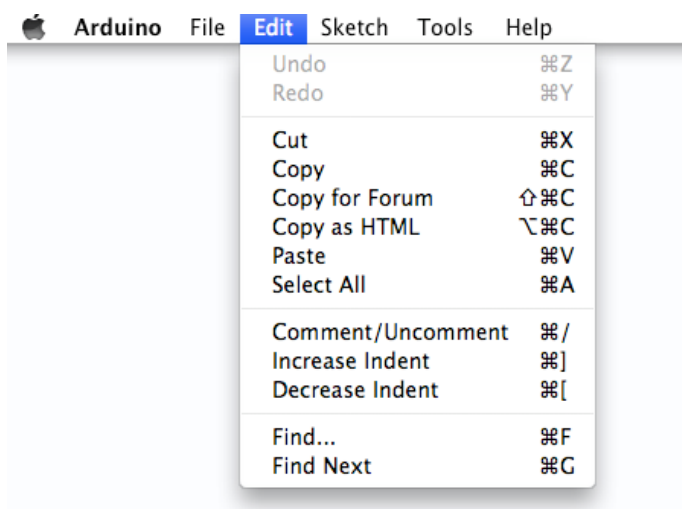 Arduino File Edit Sketch Tools Help
Undo ⌘Z
Redo ⌘Y
Cut ⌘X
Copy ⌘C
Copy for Forum ⇧⌘C
Copy as HTML ⌥⌘C
Paste ⌘V
Select All ⌘A
Comment/Uncomment ⌘/
Increase Indent ⌘]
Decrease Indent ⌘[
Find... ⌘F
Find Next ⌘G